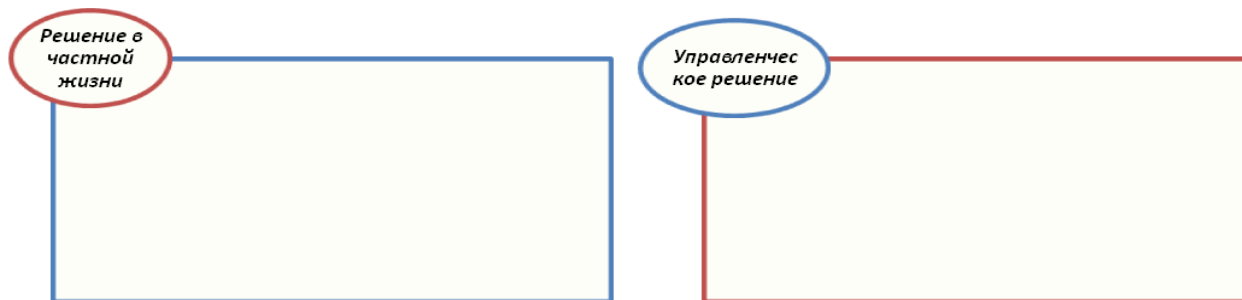 Решение в
частной
жизни
Управленчес
кое решение